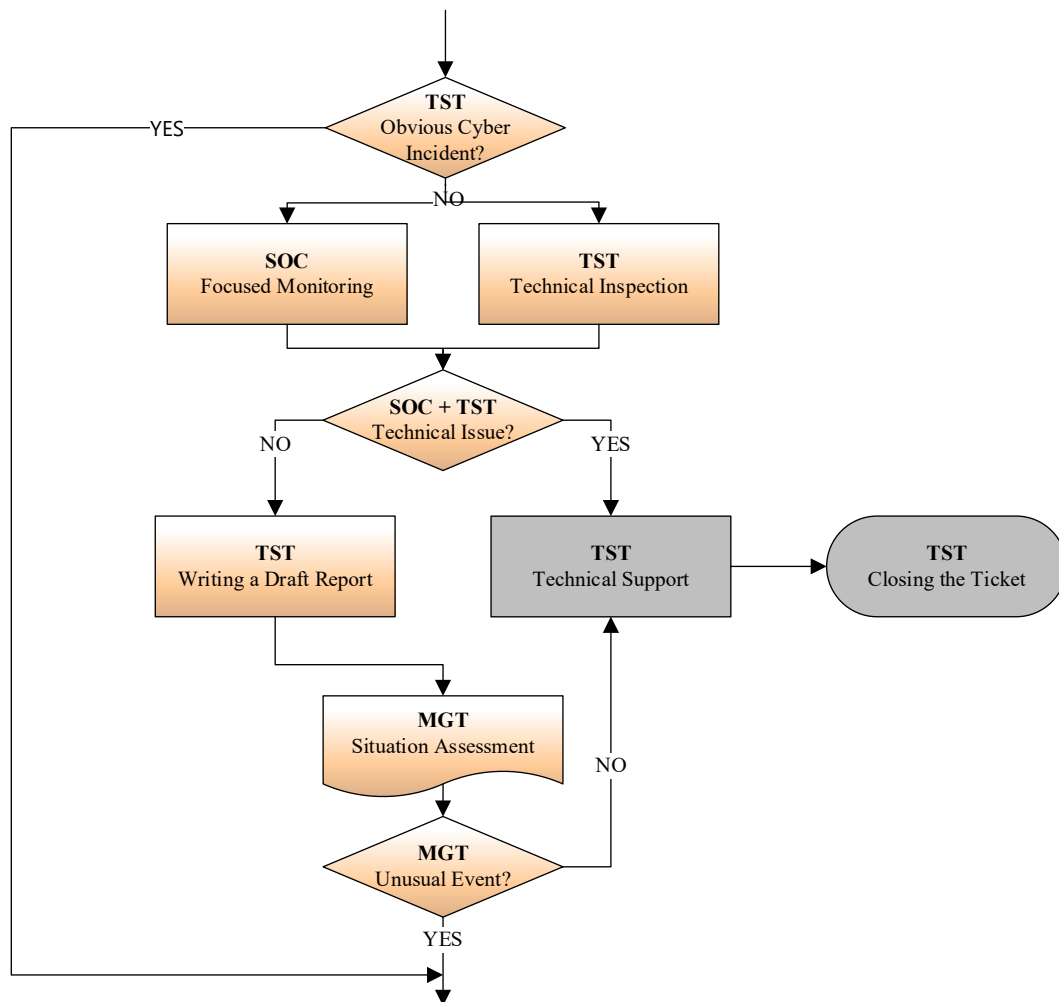 TST
Obvious Cyber
Incident?
YES
NO
SOC
Focused Monitoring
TST
Technical Inspection
SOC + TST
Technical Issue?
NO
YES
TST
Writing a Draft Report
TST
Technical Support
TST
Closing the Ticket
MGT
Situation Assessment
NO
MGT
Unusual Event?
YES